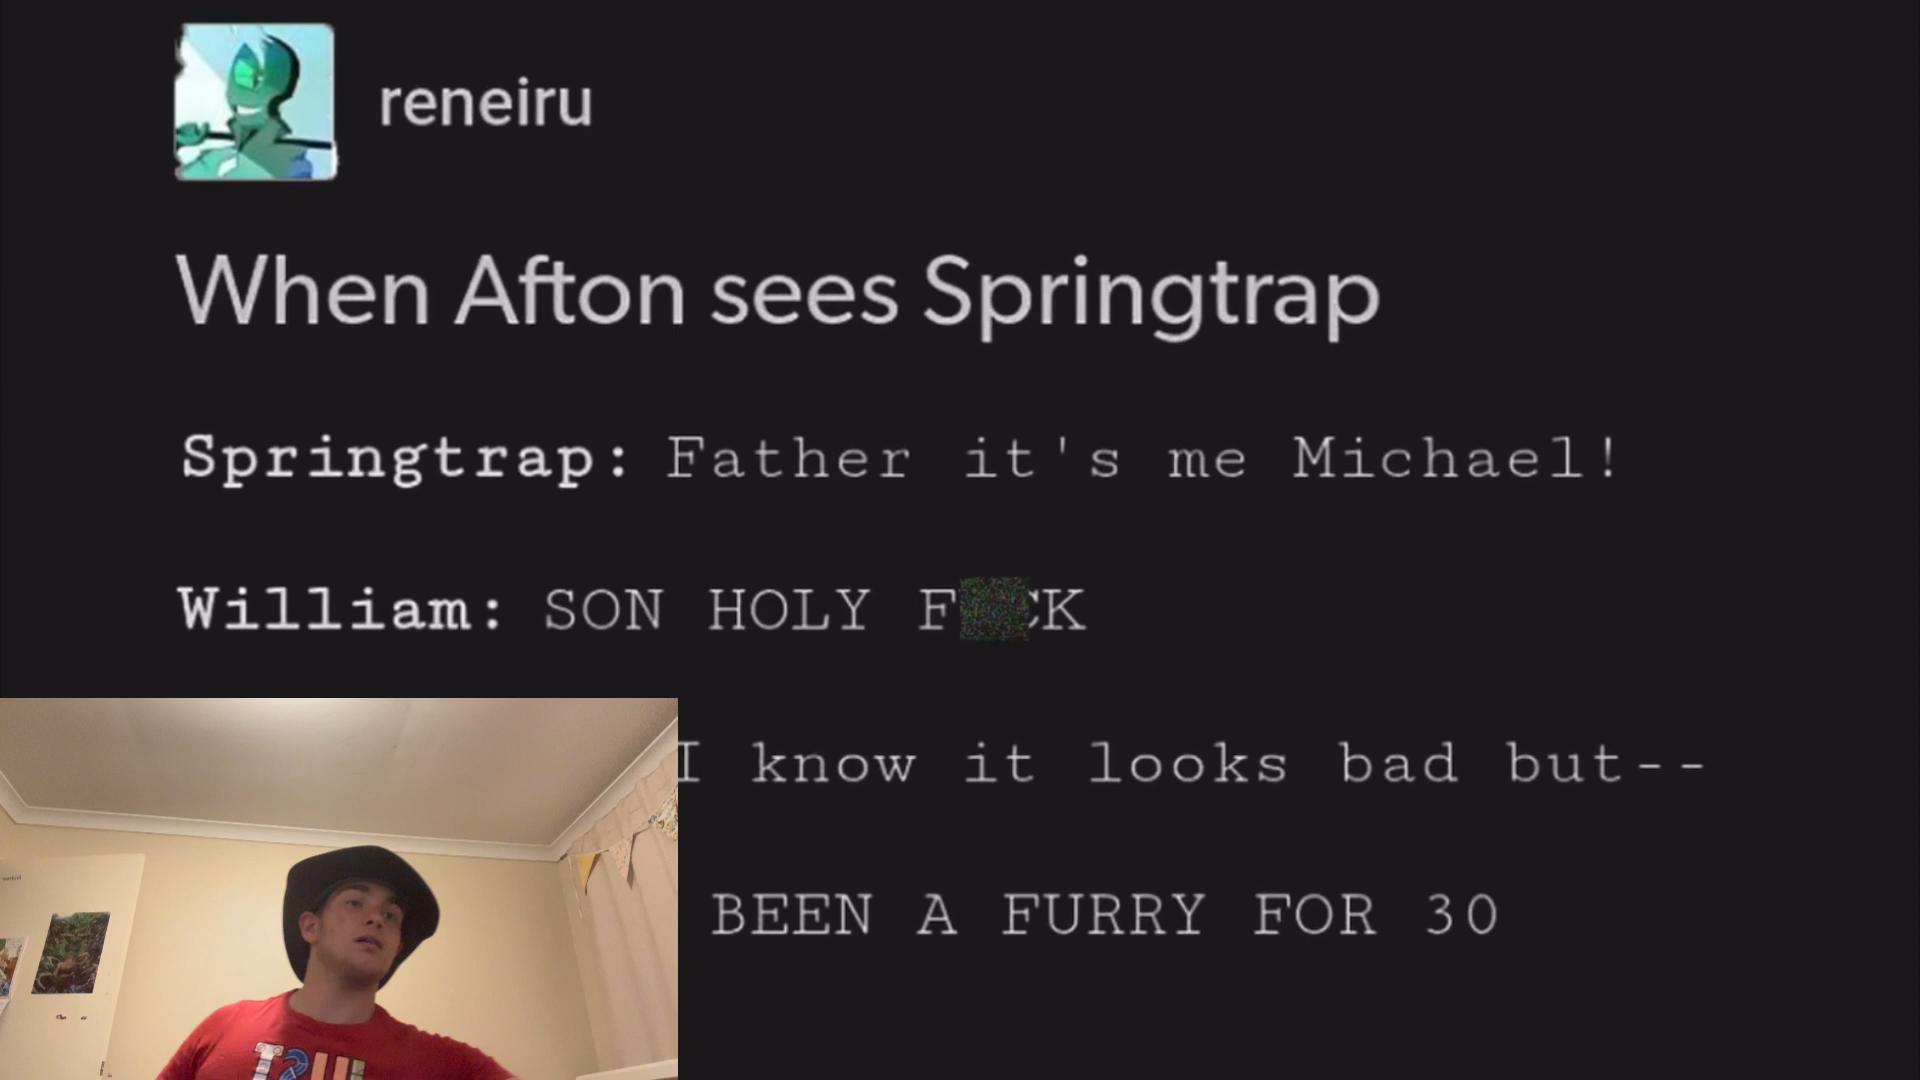 reneiru
When Afton sees Springtrap
Springtrap: Father it's me Michael!
William: SON HOLY F CK
I know it looks bad but--
BEEN A FURRY FOR 30